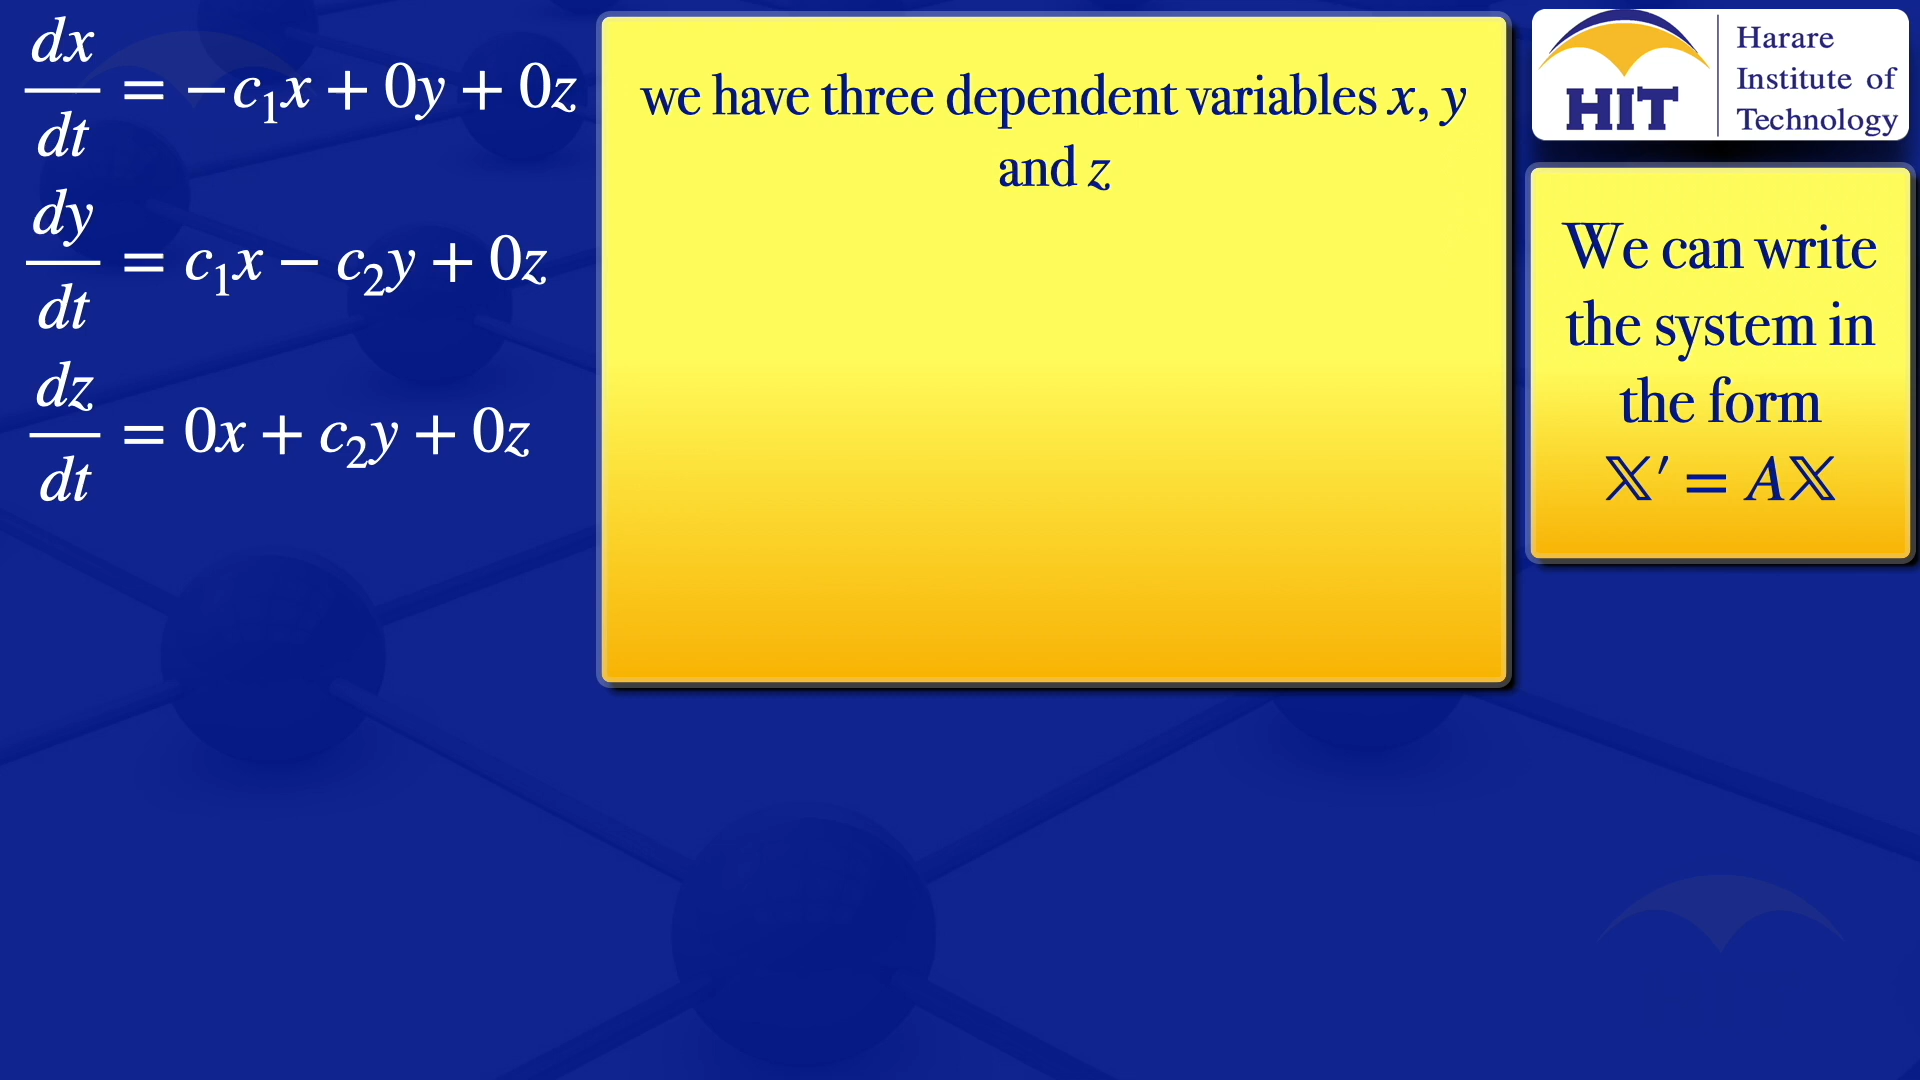 dx/dt = −c₁x + 0y + 0z
dy/dt = c₁x − c₂y + 0z
dz/dt = 0x + c₂y + 0z
we have three dependent variables x, y
and z
HIT
Harare
Institute of
Technology
We can write
the system in
the form
𝕏′ = A𝕏